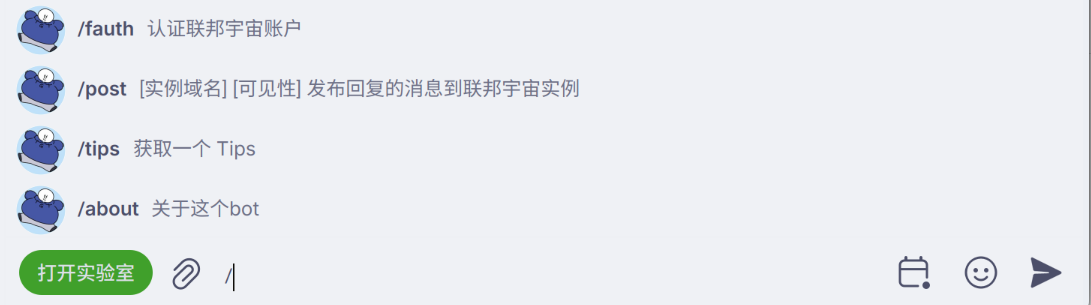 /fauth 认证联邦宇宙账户
/post [实例域名] [可见性] 发布回复的消息到联邦宇宙实例
/tips 获取一个 Tips
/about 关于这个bot
打开实验室 /